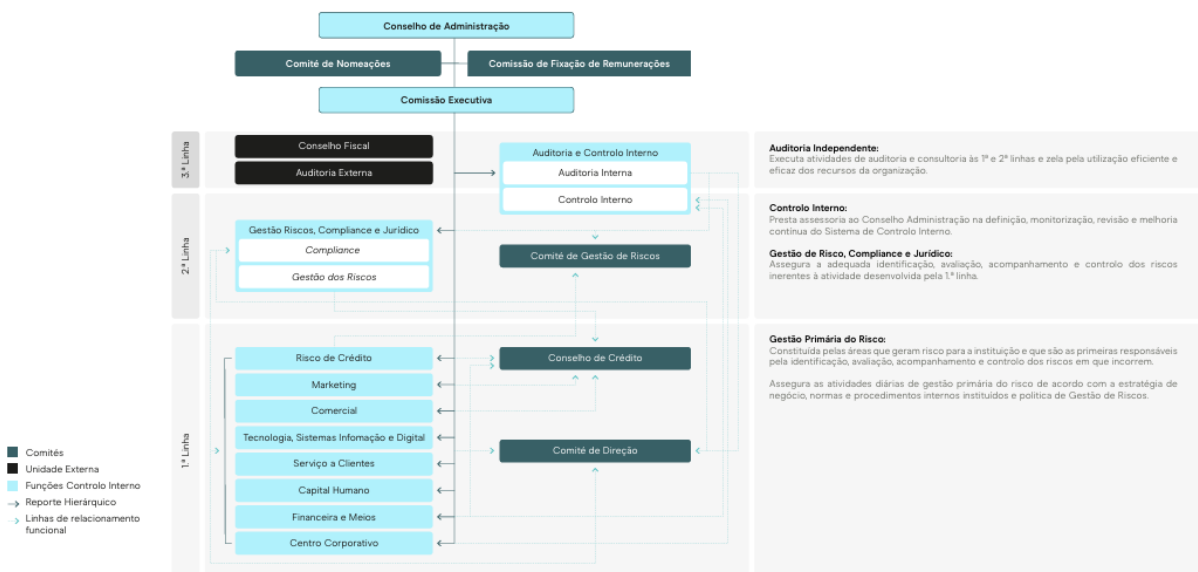 Conselho de Administração
Comité de Nomeações
Comissão de Fixação de Remunerações
Comissão Executiva
3.ª Linha
Conselho Fiscal
Auditoria Externa
Auditoria e Controlo Interno
Auditoria Interna
Controlo Interno
Auditoria Independente:
Executa atividades de auditoria e consultoria às 1ª e 2ª linhas e zela pela utilização eficiente e
eficaz dos recursos da organização.
2.ª Linha
Gestão Riscos, Compliance e Jurídico
Compliance
Gestão dos Riscos
Comité de Gestão de Riscos
Controlo Interno:
Presta assessoria ao Conselho Administração na definição, monitorização, revisão e melhoria
contínua do Sistema de Controlo Interno.
Gestão de Risco, Compliance e Jurídico:
Assegura a adequada identificação, avaliação, acompanhamento e controlo dos riscos
inerentes à atividade desenvolvida pela 1.ª linha.
1.ª Linha
Risco de Crédito
Marketing
Comercial
Tecnologia, Sistemas Infomação e Digital
Serviço a Clientes
Capital Humano
Financeira e Meios
Centro Corporativo
Conselho de Crédito
Comité de Direção
Gestão Primária do Risco:
Constituída pelas áreas que geram risco para a instituição e que são as primeiras responsáveis
pela identificação, avaliação, acompanhamento e controlo dos riscos em que incorrem.
Assegura as atividades diárias de gestão primária do risco de acordo com a estratégia de
negócio, normas e procedimentos internos instituídos e política de Gestão de Riscos.
Comités
Unidade Externa
Funções Controlo Interno
Reporte Hierárquico
Linhas de relacionamento
funcional